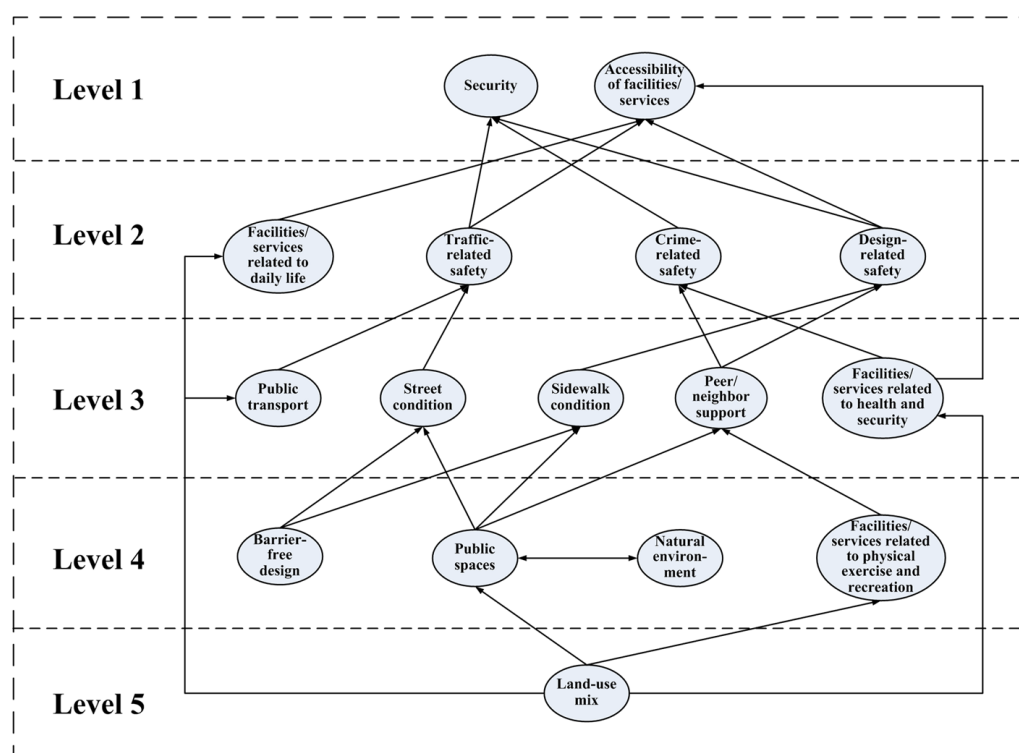 Level 1
Security
Accessibility
of facilities/
services
Level 2
Facilities/
services
related to
daily life
Traffic-
related
safety
Crime-
related
safety
Design-
related
safety
Level 3
Public
transport
Street
condition
Sidewalk
condition
Peer/
neighbor
support
Facilities/
services related
to health and
security
Level 4
Barrier-
free
design
Public
spaces
Natural
environ-
ment
Facilities/
services related
to physical
exercise and
recreation
Level 5
Land-use
mix